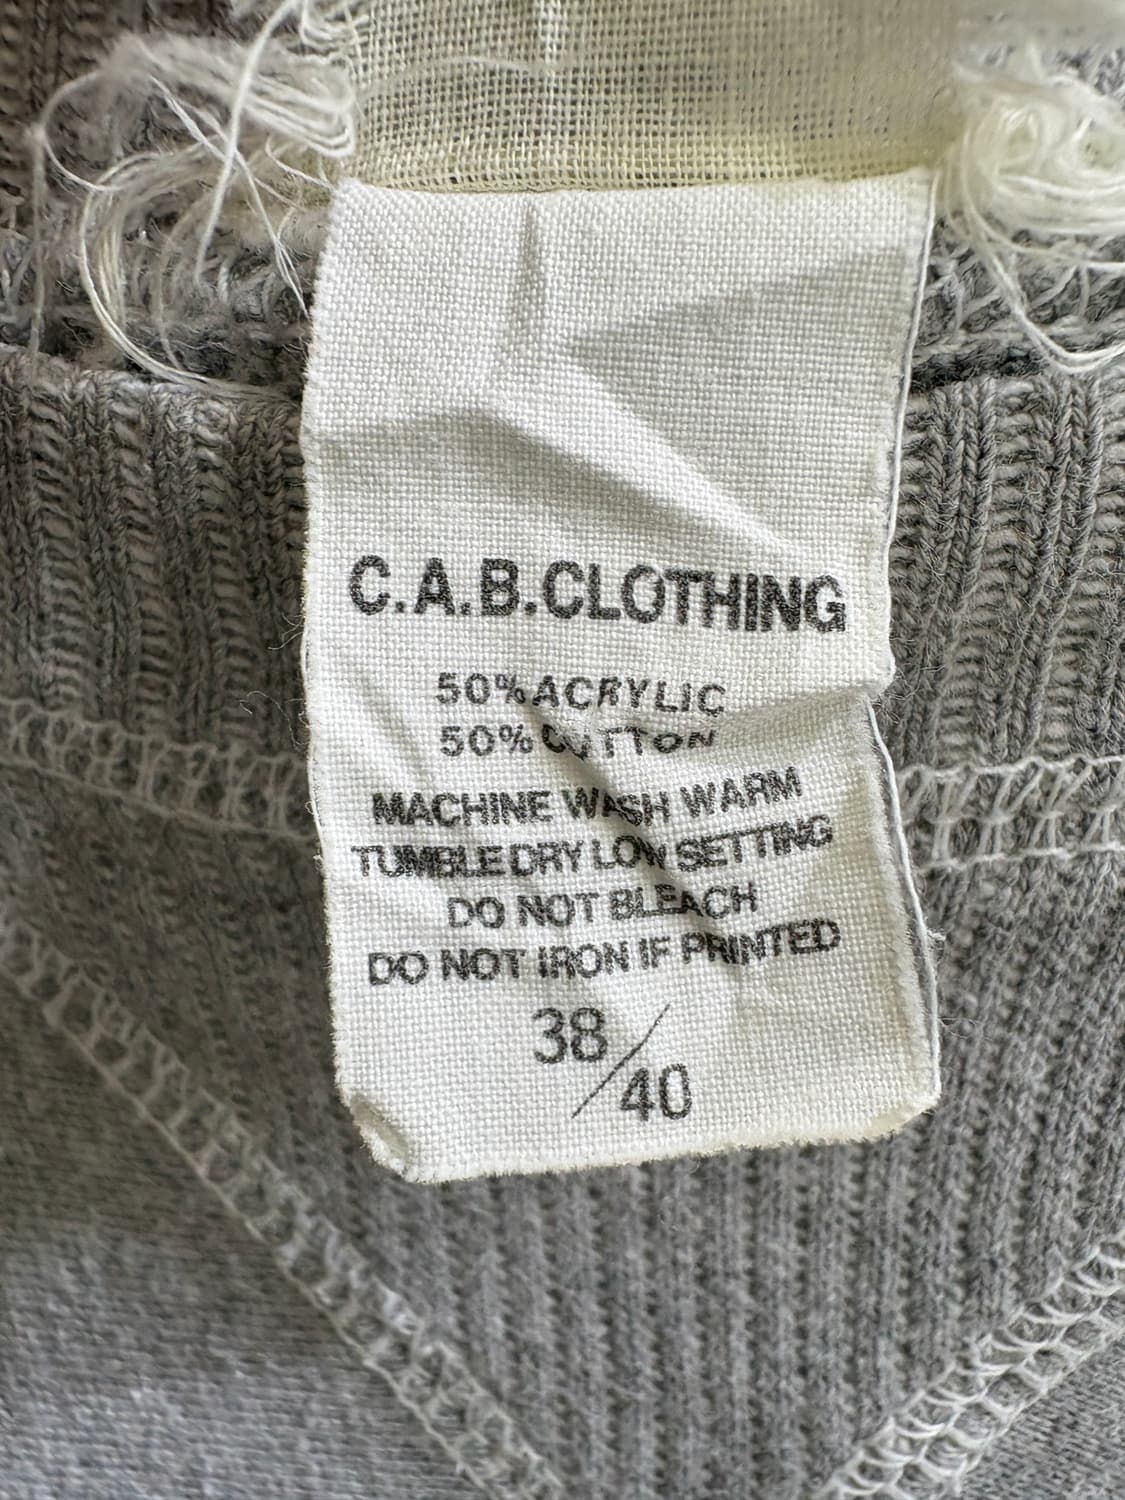 C.A.B.CLOTHING
50% ACRYLIC
50% COTTON
MACHINE WASH WARM
TUMBLE DRY LOW SETTING
DO NOT BLEACH
DO NOT IRON IF PRINTED
38/40